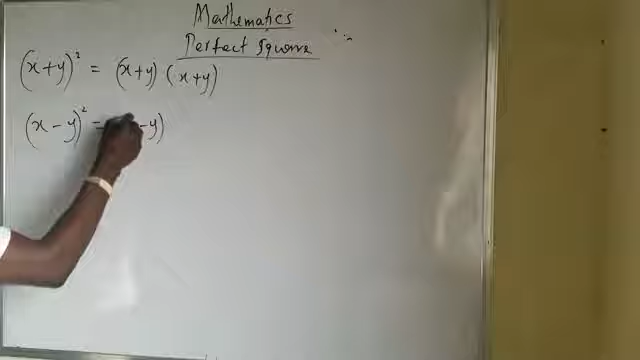 Mathematics
Perfect Square
(x+y)² = (x+y) (x+y)
(x-y)² = -y)